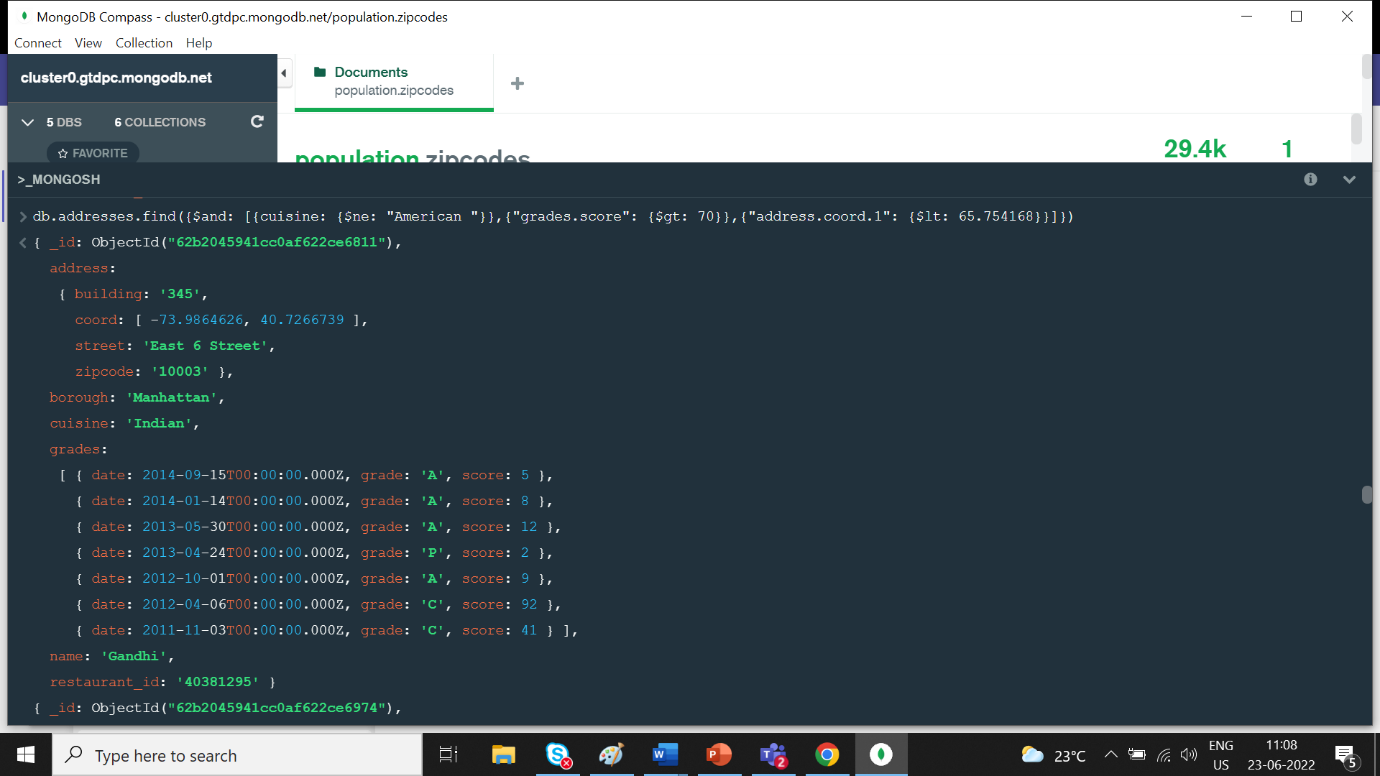 MongoDB Compass - cluster0.gtdpc.mongodb.net/population.zipcodes
Connect View Collection Help
cluster0.gtdpc.mongodb.net
Documents
population.zipcodes
5 DBS 6 COLLECTIONS
FAVORITE
population.zipcodes
29.4k 1
>_MONGOSH
db.addresses.find({$and: [{cuisine: {$ne: "American "}},{"grades.score": {$gt: 70}},{"address.coord.1": {$lt: 65.754168}}]})
{ _id: ObjectId("62b2045941cc0af622ce6811"),
address:
{ building: '345',
coord: [ -73.9864626, 40.7266739 ],
street: 'East 6 Street',
zipcode: '10003' },
borough: 'Manhattan',
cuisine: 'Indian',
grades:
[ { date: 2014-09-15T00:00:00.000Z, grade: 'A', score: 5 },
{ date: 2014-01-14T00:00:00.000Z, grade: 'A', score: 8 },
{ date: 2013-05-30T00:00:00.000Z, grade: 'A', score: 12 },
{ date: 2013-04-24T00:00:00.000Z, grade: 'P', score: 2 },
{ date: 2012-10-01T00:00:00.000Z, grade: 'A', score: 9 },
{ date: 2012-04-06T00:00:00.000Z, grade: 'C', score: 92 },
{ date: 2011-11-03T00:00:00.000Z, grade: 'C', score: 41 } ],
name: 'Gandhi',
restaurant_id: '40381295' }
{ _id: ObjectId("62b2045941cc0af622ce6974"),
Type here to search
23°C
ENG
US
11:08
23-06-2022
5
2